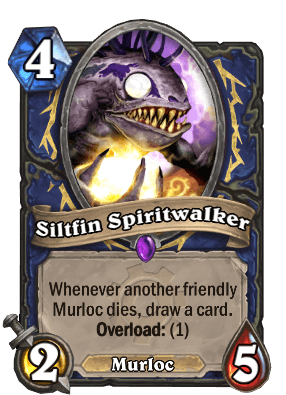 4
Siltfin Spiritwalker
Whenever another friendly
Murloc dies, draw a card.
Overload: (1)
2
Murloc
5